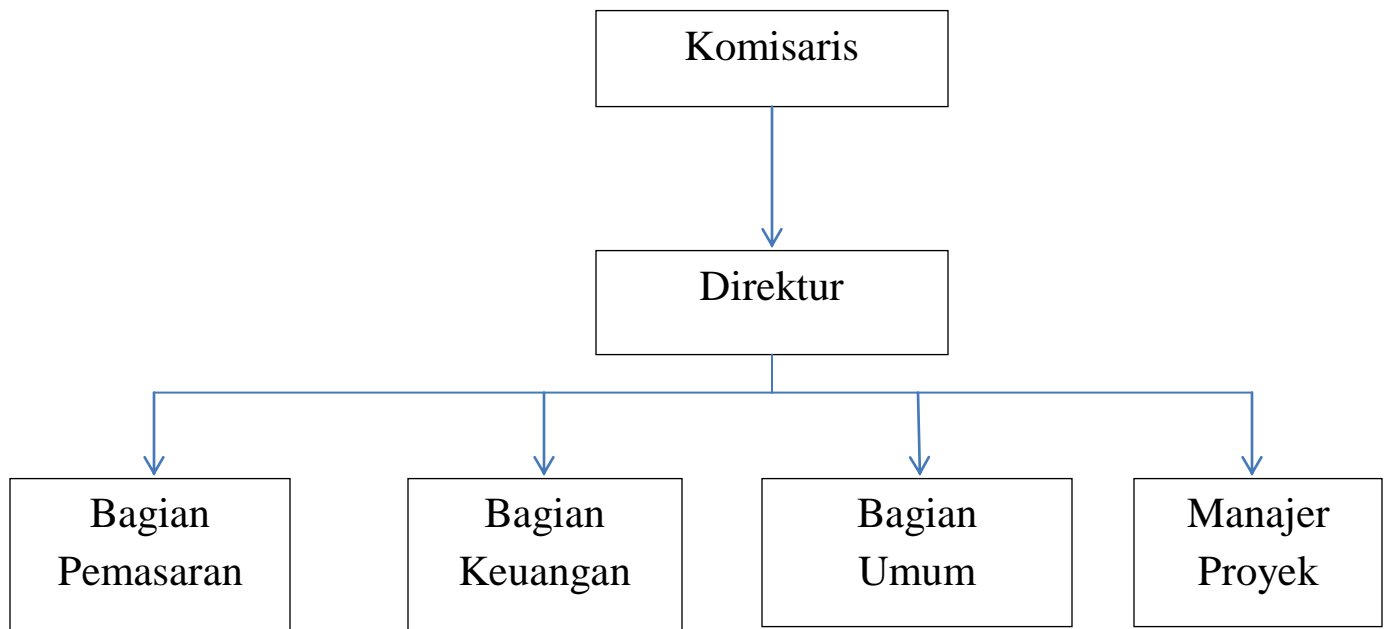 Komisaris
Direktur
Bagian
Pemasaran
Bagian
Keuangan
Bagian
Umum
Manajer
Proyek